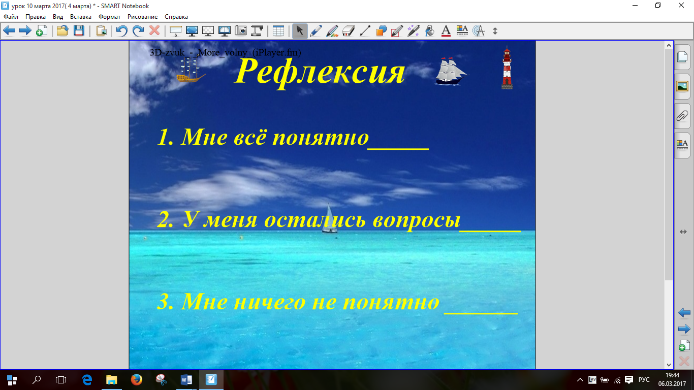 урок 10 марта 2017( 4 марта) * - SMART Notebook
Файл Правка Вид Вставка Формат Рисование Справка
3D-zvuk_-_More_volny_(iPlayer.fm)
Рефлексия
1. Мне всё понятно_____
2. У меня остались вопросы_____
3. Мне ничего не понятно ______
РУС
19:44
06.03.2017